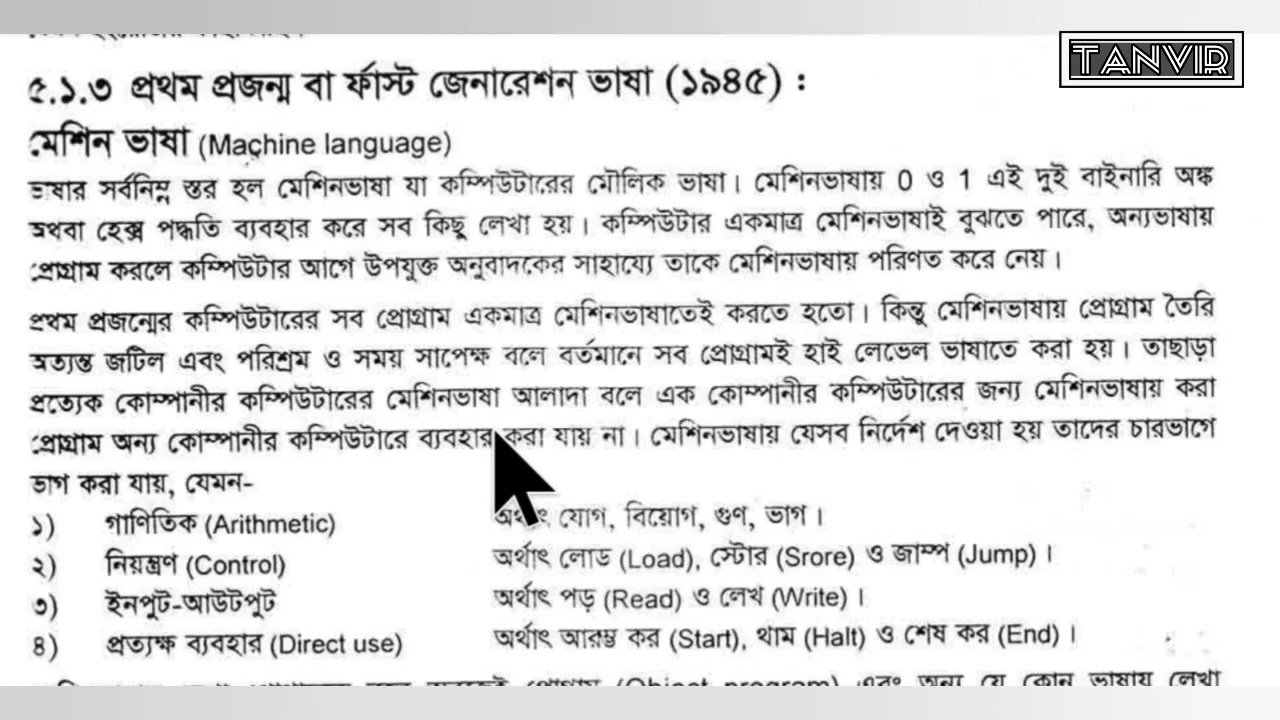 TANVIR
৫.১.৩ প্রথম প্রজন্ম বা ফার্স্ট জেনারেশন ভাষা (১৯৪৫) :
মেশিন ভাষা (Machine language)
ভাষার সর্বনিম্ন স্তর হল মেশিনভাষা যা কম্পিউটারের মৌলিক ভাষা। মেশিনভাষায় 0 ও 1 এই দুই বাইনারি অঙ্ক
অথবা হেক্স পদ্ধতি ব্যবহার করে সব কিছু লেখা হয়। কম্পিউটার একমাত্র মেশিনভাষাই বুঝতে পারে, অন্যভাষায়
প্রোগ্রাম করলে কম্পিউটার আগে উপযুক্ত অনুবাদকের সাহায্যে তাকে মেশিনভাষায় পরিণত করে নেয়।
প্রথম প্রজন্মের কম্পিউটারের সব প্রোগ্রাম একমাত্র মেশিনভাষাতেই করতে হতো। কিন্তু মেশিনভাষায় প্রোগ্রাম তৈরি
অত্যন্ত জটিল এবং পরিশ্রম ও সময় সাপেক্ষ বলে বর্তমানে সব প্রোগ্রামই হাই লেভেল ভাষাতে করা হয়। তাছাড়া
প্রত্যেক কোম্পানীর কম্পিউটারের মেশিনভাষা আলাদা বলে এক কোম্পানীর কম্পিউটারের জন্য মেশিনভাষায় করা
প্রোগ্রাম অন্য কোম্পানীর কম্পিউটারে ব্যবহার করা যায় না। মেশিনভাষায় যেসব নির্দেশ দেওয়া হয় তাদের চারভাগে
ভাগ করা যায়, যেমন-
১) গাণিতিক (Arithmetic) অর্থাৎ যোগ, বিয়োগ, গুণ, ভাগ।
২) নিয়ন্ত্রণ (Control) অর্থাৎ লোড (Load), স্টোর (Srore) ও জাম্প (Jump)।
৩) ইনপুট-আউটপুট অর্থাৎ পড় (Read) ও লেখ (Write)।
৪) প্রত্যক্ষ ব্যবহার (Direct use) অর্থাৎ আরম্ভ কর (Start), থাম (Halt) ও শেষ কর (End)।
প্রোগ্রাম (Object program) এবং অন্য যে কোন ভাষায় লেখা